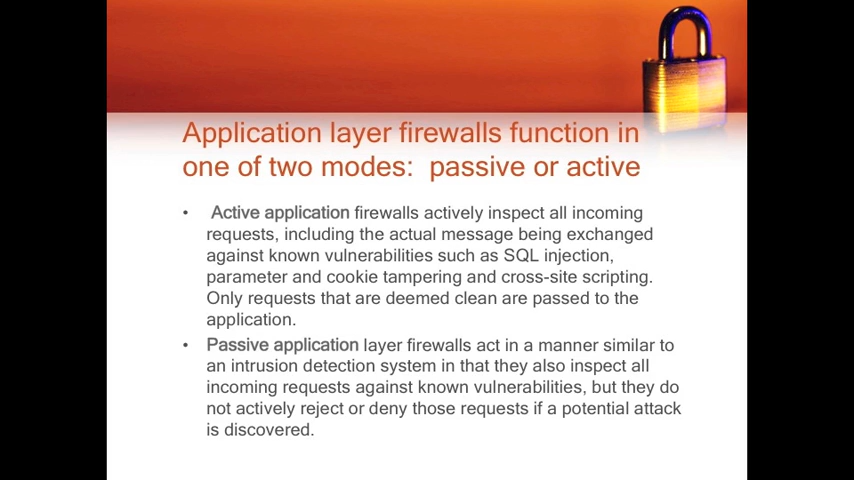 Application layer firewalls function in
one of two modes:  passive or active
•  Active application firewalls actively inspect all incoming
requests, including the actual message being exchanged
against known vulnerabilities such as SQL injection,
parameter and cookie tampering and cross-site scripting.
Only requests that are deemed clean are passed to the
application.
• Passive application layer firewalls act in a manner similar to
an intrusion detection system in that they also inspect all
incoming requests against known vulnerabilities, but they do
not actively reject or deny those requests if a potential attack
is discovered.